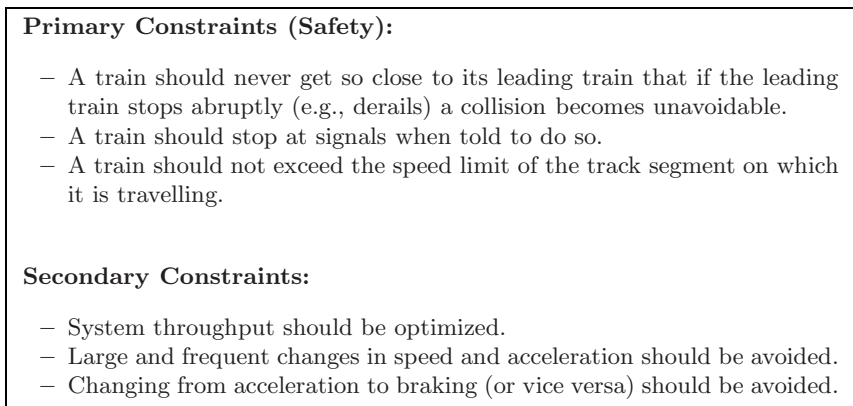 Primary Constraints (Safety):
– A train should never get so close to its leading train that if the leading
train stops abruptly (e.g., derails) a collision becomes unavoidable.
– A train should stop at signals when told to do so.
– A train should not exceed the speed limit of the track segment on which
it is travelling.
Secondary Constraints:
– System throughput should be optimized.
– Large and frequent changes in speed and acceleration should be avoided.
– Changing from acceleration to braking (or vice versa) should be avoided.